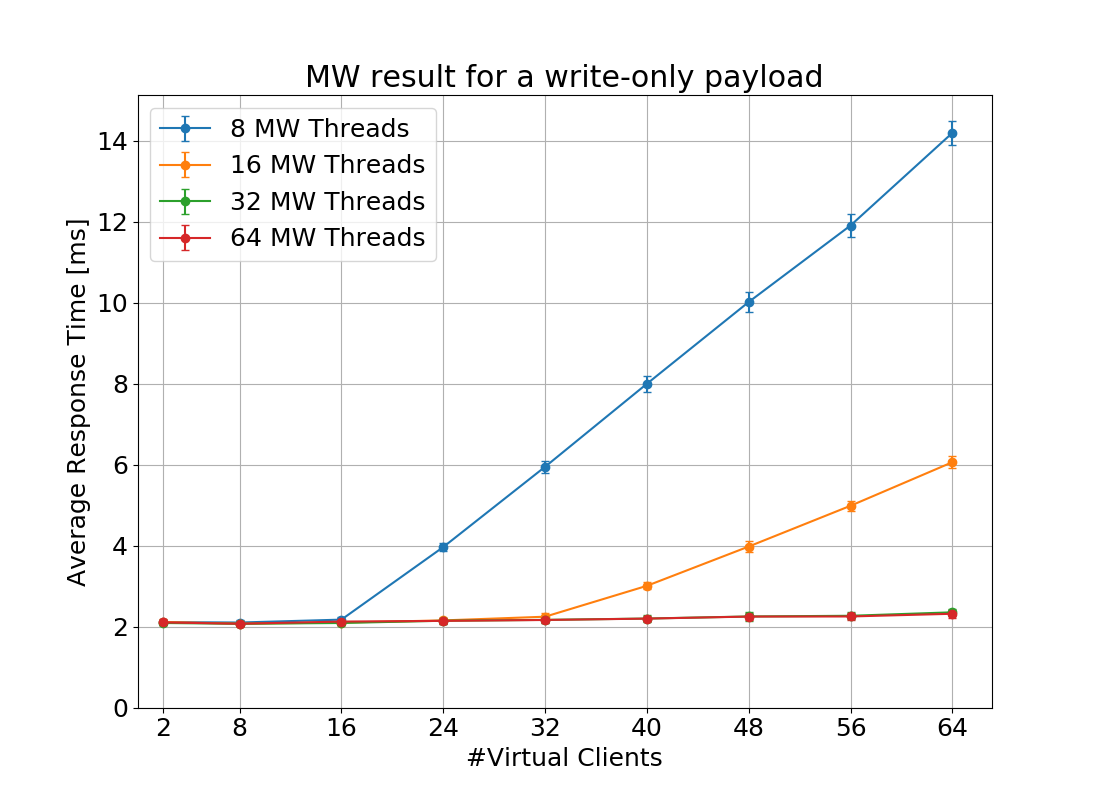 MW result for a write-only payload
8 MW Threads
16 MW Threads
32 MW Threads
64 MW Threads
Average Response Time [ms]
14
12
10
8
6
4
2
0
2 8 16 24 32 40 48 56 64
#Virtual Clients